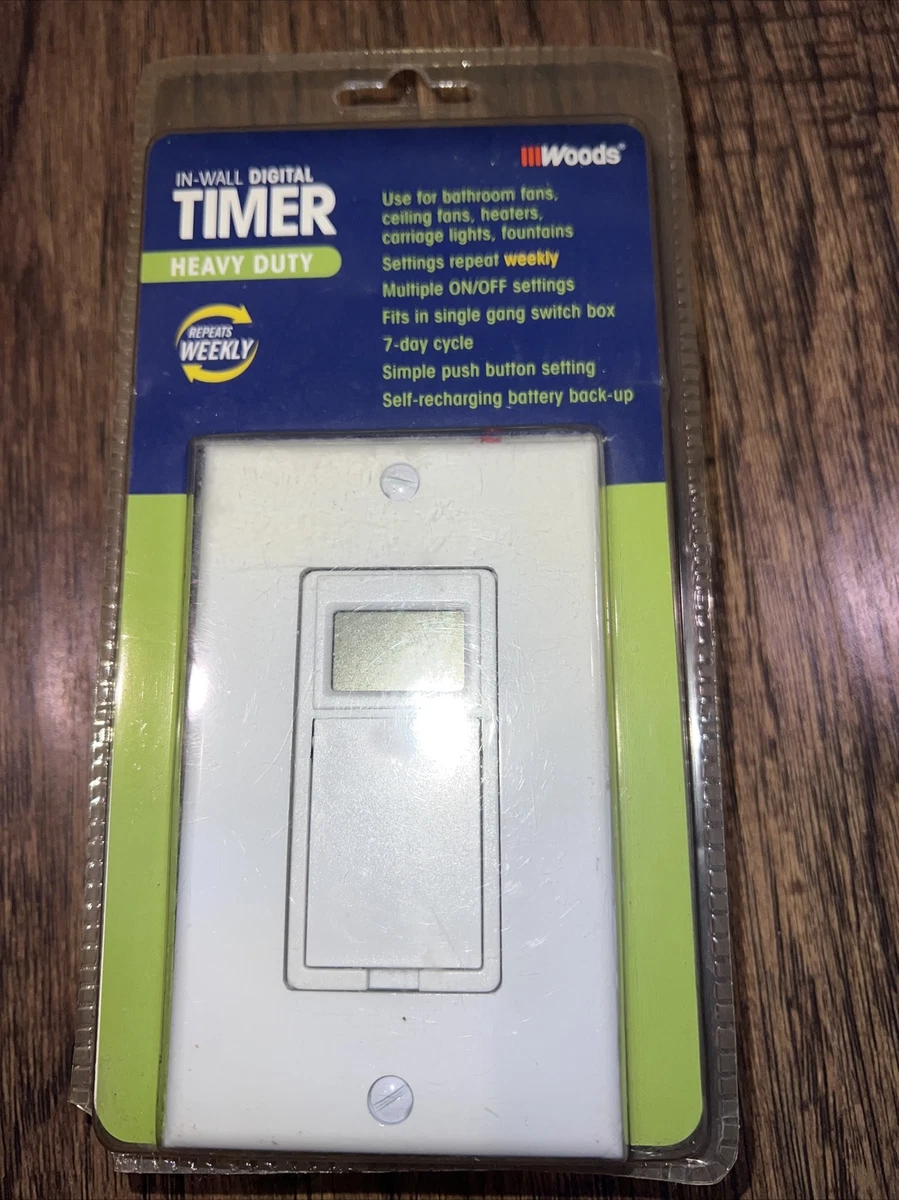 Woods®
IN-WALL DIGITAL
TIMER
HEAVY DUTY
REPEATS
WEEKLY
Use for bathroom fans,
ceiling fans, heaters,
carriage lights, fountains
Settings repeat weekly
Multiple ON/OFF settings
Fits in single gang switch box
7-day cycle
Simple push button setting
Self-recharging battery back-up